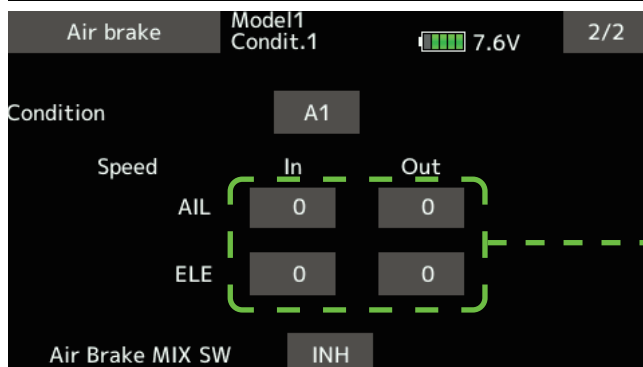 Air brake Model1 2/2
Condit.1 7.6V
Condition A1
Speed In Out
AIL 0 0
ELE 0 0
Air Brake MIX SW INH